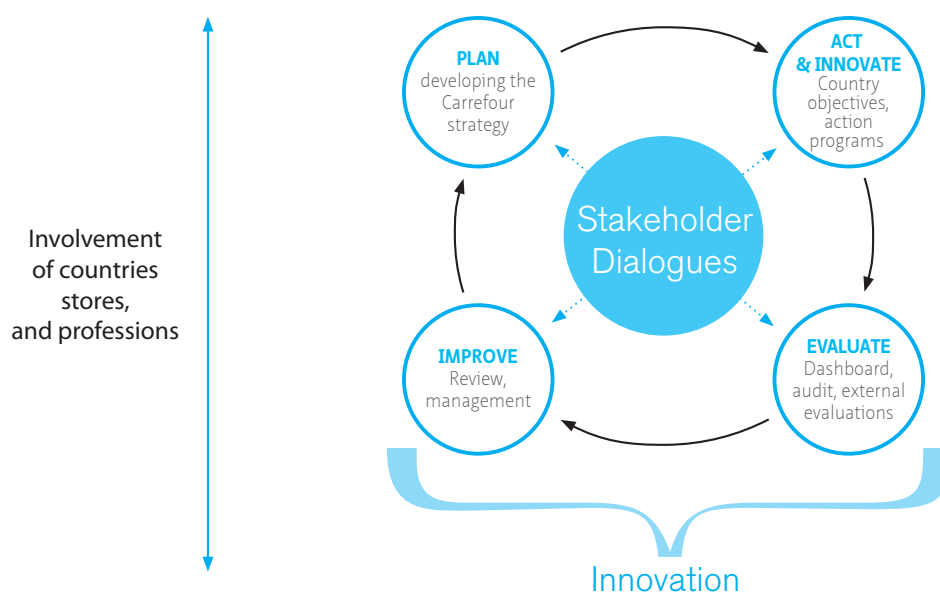 PLAN
developing the
Carrefour
strategy
ACT
& INNOVATE
Country
objectives,
action
programs
Stakeholder
Dialogues
Involvement
of countries
stores,
and professions
IMPROVE
Review,
management
EVALUATE
Dashboard,
audit, external
evaluations
Innovation